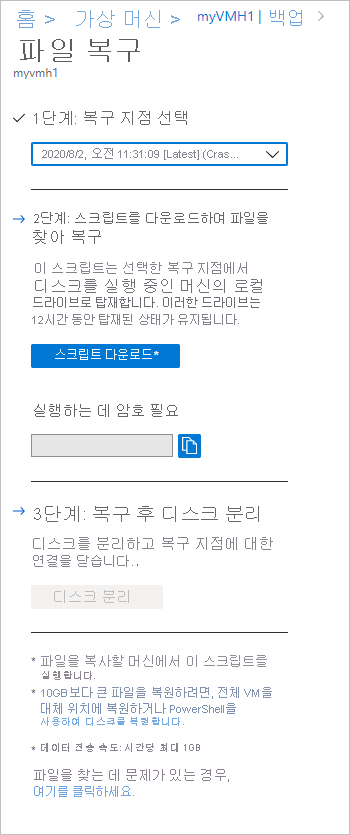 홈 > 가상 머신 > myVMH1 | 백업 >
파일 복구
myvmh1
1단계: 복구 지점 선택
2020/8/2, 오전 11:31:09 [Latest] (Cras...
2단계: 스크립트를 다운로드하여 파일을
찾아 복구
이 스크립트는 선택한 복구 지점에서
디스크를 실행 중인 머신의 로컬
드라이브로 탑재합니다. 이러한 드라이브는
12시간 동안 탑재된 상태가 유지됩니다.
스크립트 다운로드*
실행하는 데 암호 필요
3단계: 복구 후 디스크 분리
디스크를 분리하고 복구 지점에 대한
연결을 닫습니다..
디스크 분리
* 파일을 복사할 머신에서 이 스크립트를
실행합니다.
* 10GB보다 큰 파일을 복원하려면, 전체 VM을
대체 위치에 복원하거나 PowerShell을
사용하여 디스크를 복원합니다.
* 데이터 전송 속도: 시간당 최대 1GB
파일을 찾는 데 문제가 있는 경우,
여기를 클릭하세요.